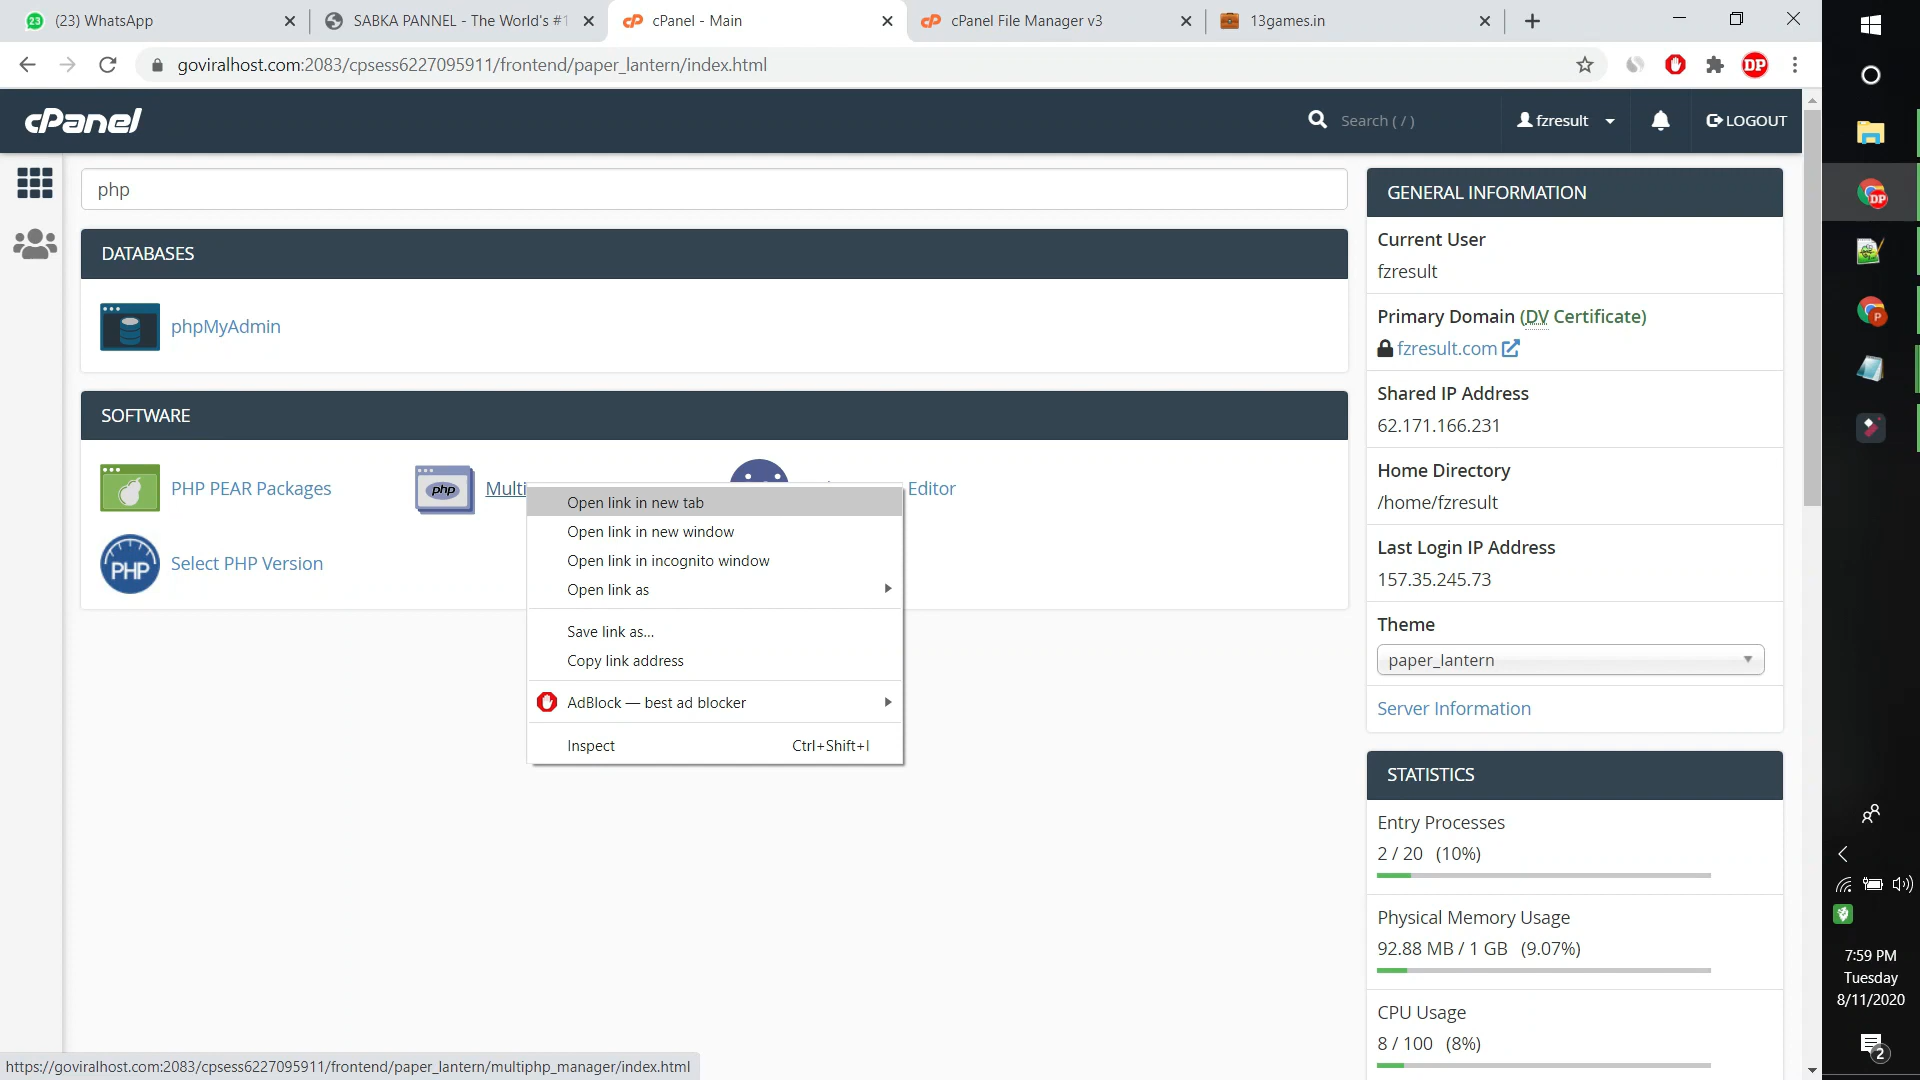 (23) WhatsApp
SABKA PANNEL - The World's #1
cPanel - Main
cPanel File Manager v3
13games.in
goviralhost.com:2083/cpsess6227095911/frontend/paper_lantern/index.html
DP
cPanel
Search ( / )
fzresult
LOGOUT
php
DATABASES
phpMyAdmin
SOFTWARE
PHP PEAR Packages
php
Multi
Editor
PHP
Select PHP Version
Open link in new tab
Open link in new window
Open link in incognito window
Open link as
Save link as...
Copy link address
AdBlock — best ad blocker
Inspect
Ctrl+Shift+I
GENERAL INFORMATION
Current User
fzresult
Primary Domain (DV Certificate)
fzresult.com
Shared IP Address
62.171.166.231
Home Directory
/home/fzresult
Last Login IP Address
157.35.245.73
Theme
paper_lantern
Server Information
STATISTICS
Entry Processes
2 / 20 (10%)
Physical Memory Usage
92.88 MB / 1 GB (9.07%)
CPU Usage
8 / 100 (8%)
https://goviralhost.com:2083/cpsess6227095911/frontend/paper_lantern/multiphp_manager/index.html
DP
P
7:59 PM
Tuesday
8/11/2020
2